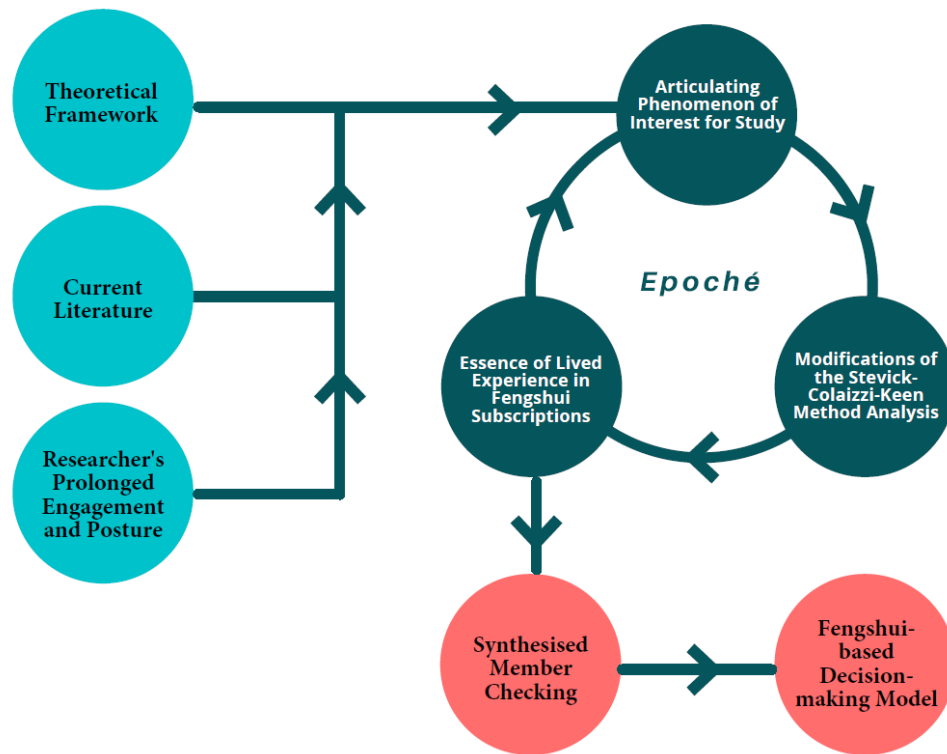 Theoretical
Framework
Articulating
Phenomenon of
Interest for Study
Current
Literature
Epoché
Essence of Lived
Experience in
Fengshui
Subscriptions
Modifications of
the Stevick-
Colaizzi-Keen
Method Analysis
Researcher's
Prolonged
Engagement
and Posture
Synthesised
Member
Checking
Fengshui-
based
Decision-
making Model